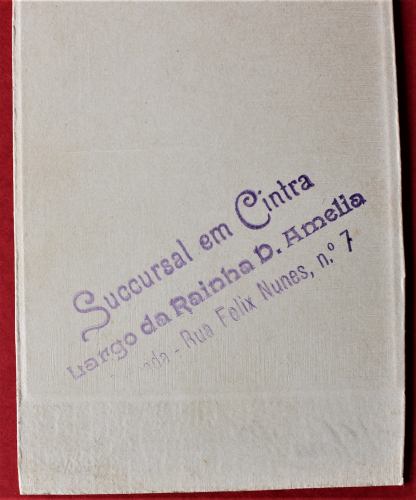 Succursal em Cintra
Largo da Rainha D. Amelia
- Rua Felix Nunes, n.º 7